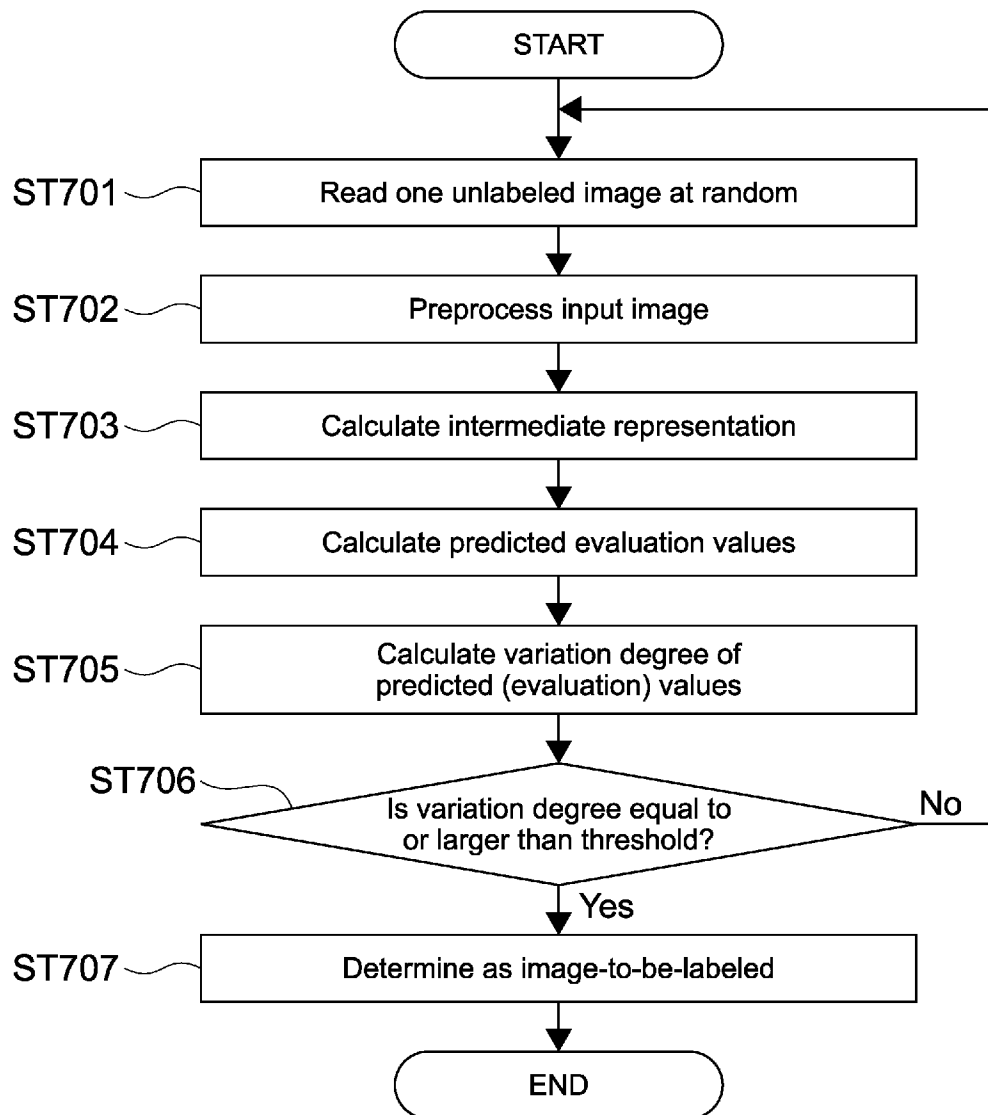 START
ST701
Read one unlabeled image at random
ST702
Preprocess input image
ST703
Calculate intermediate representation
ST704
Calculate predicted evaluation values
ST705
Calculate variation degree of
predicted (evaluation) values
ST706
Is variation degree equal to
or larger than threshold?
No
Yes
ST707
Determine as image-to-be-labeled
END